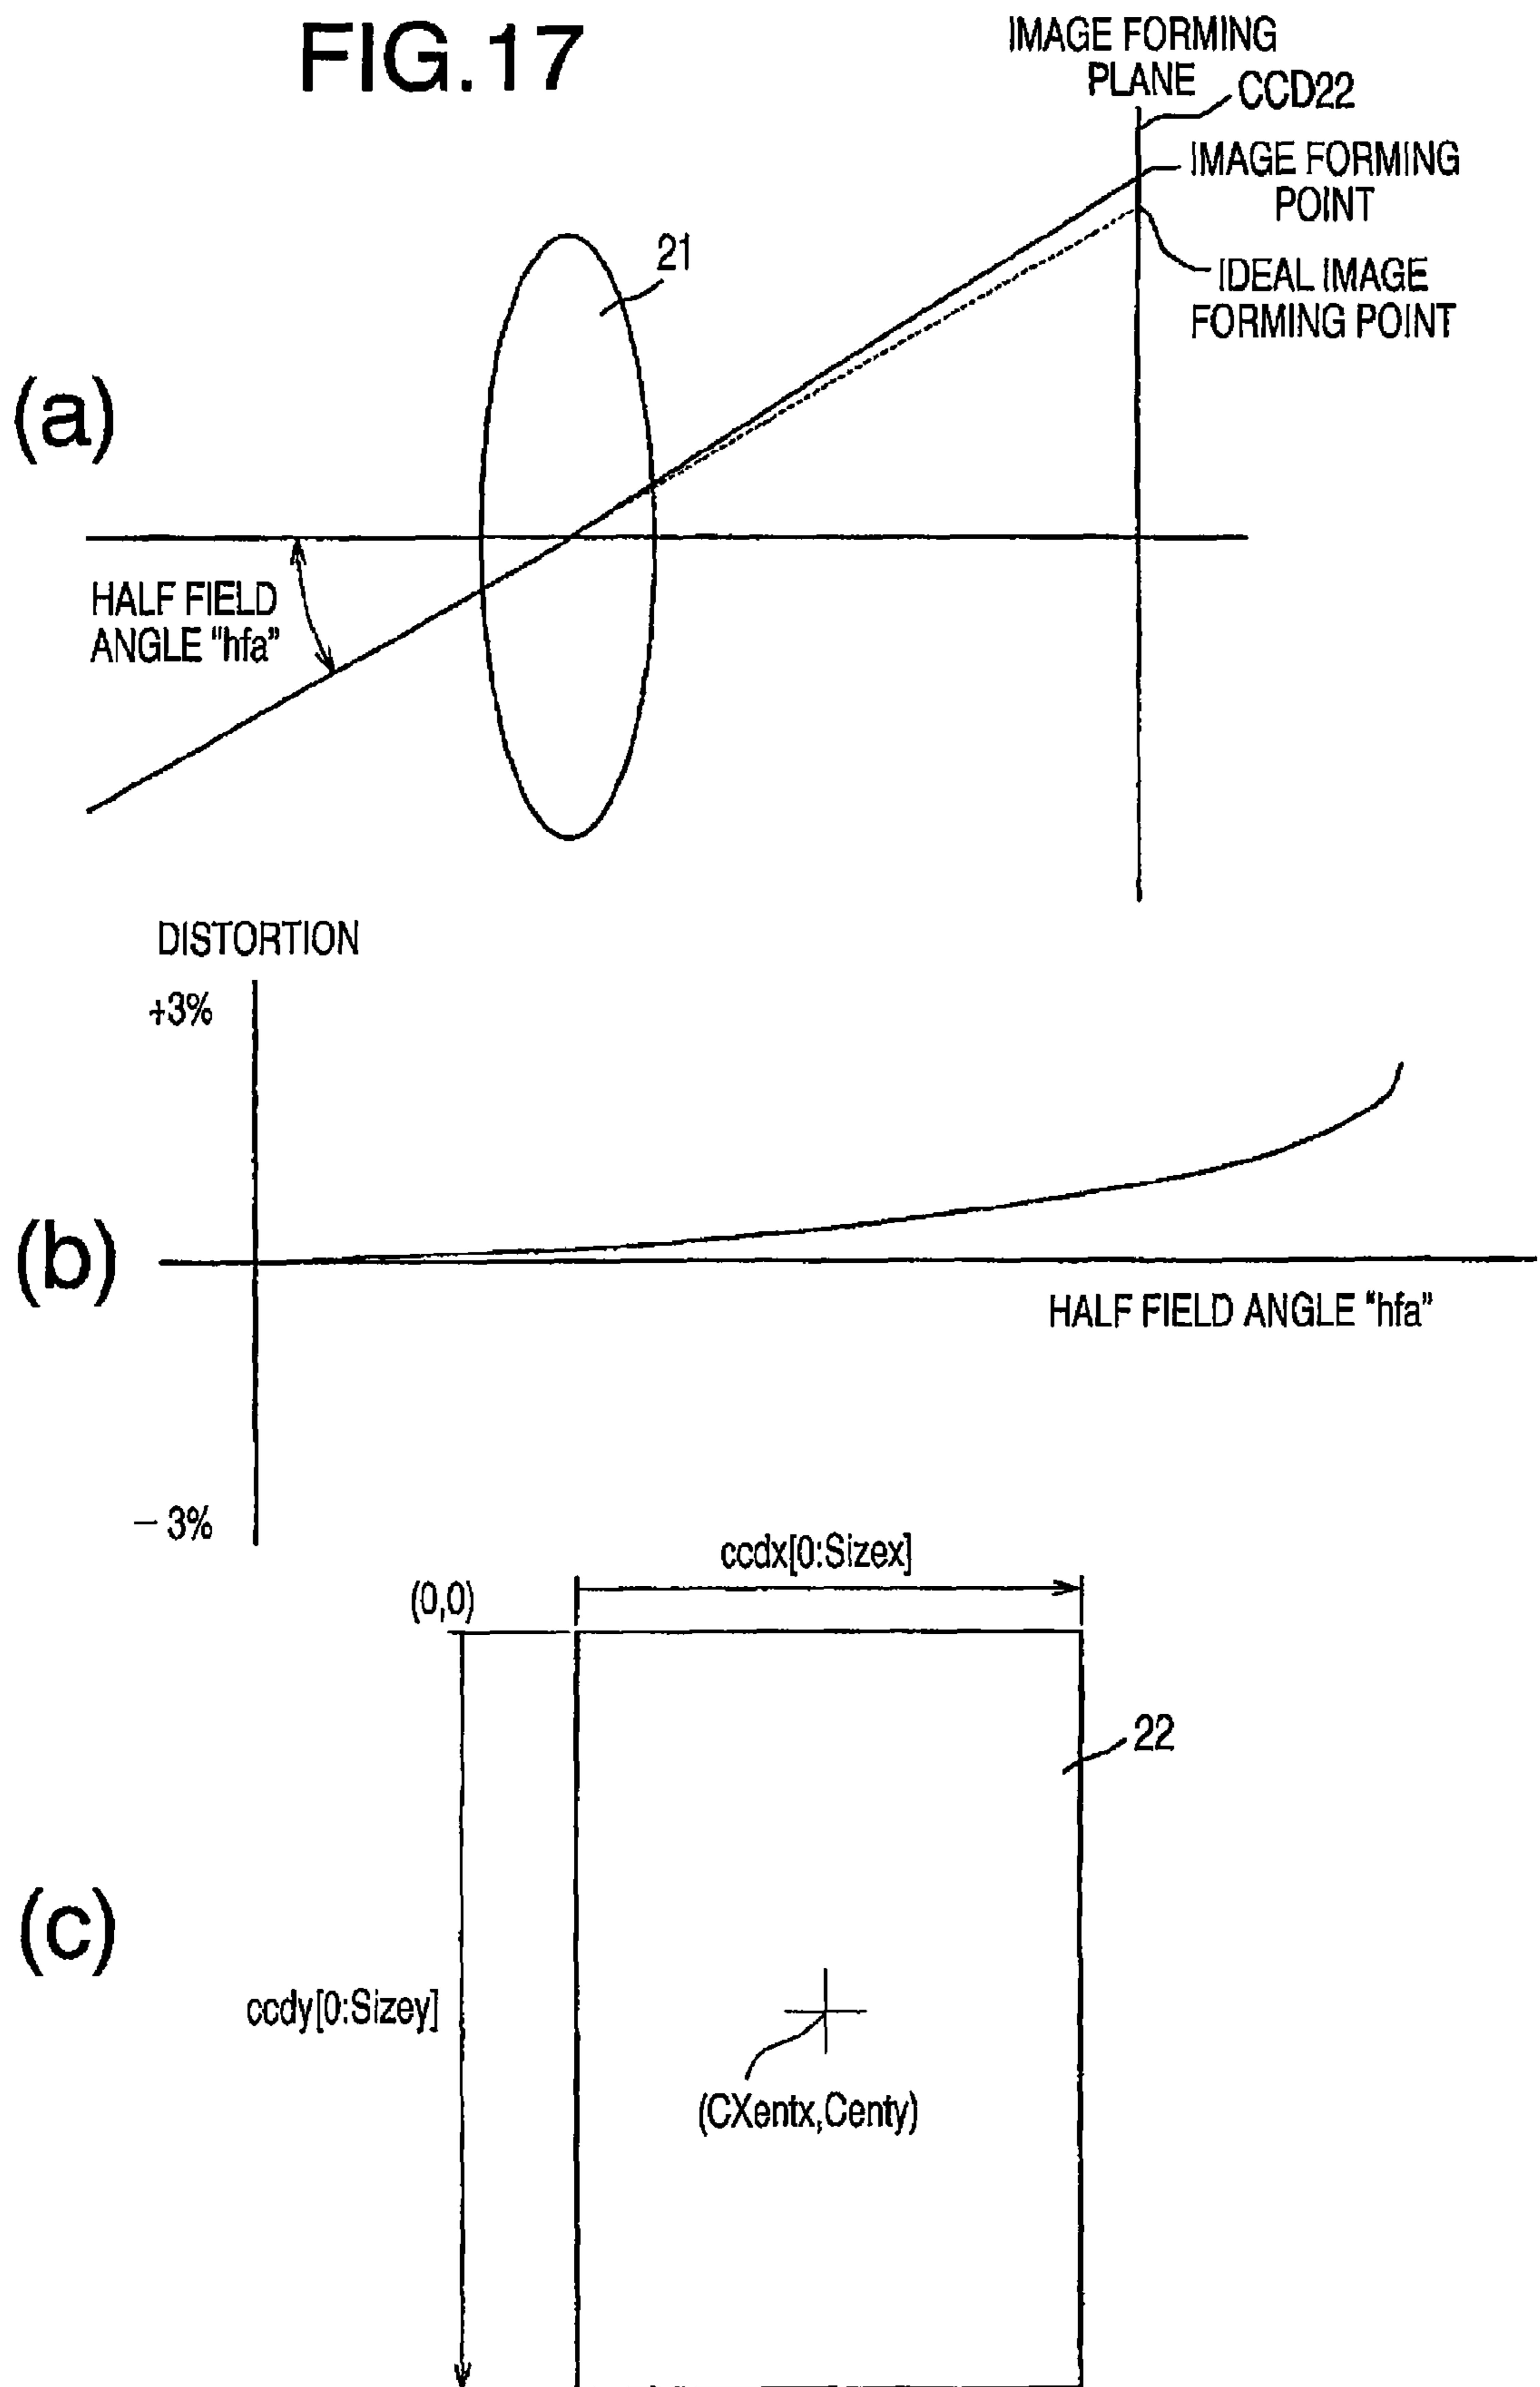 FIG.17
IMAGE FORMING
PLANE
CCD22
IMAGE FORMING
POINT
21
IDEAL IMAGE
FORMING POINT
(a)
HALF FIELD
ANGLE "hfa"
DISTORTION
+3%
(b)
HALF FIELD ANGLE "hfa"
– 3%
ccdx[0:Sizex]
(0,0)
22
(c)
ccdy[0:Sizey]
(CXentx,Centy)